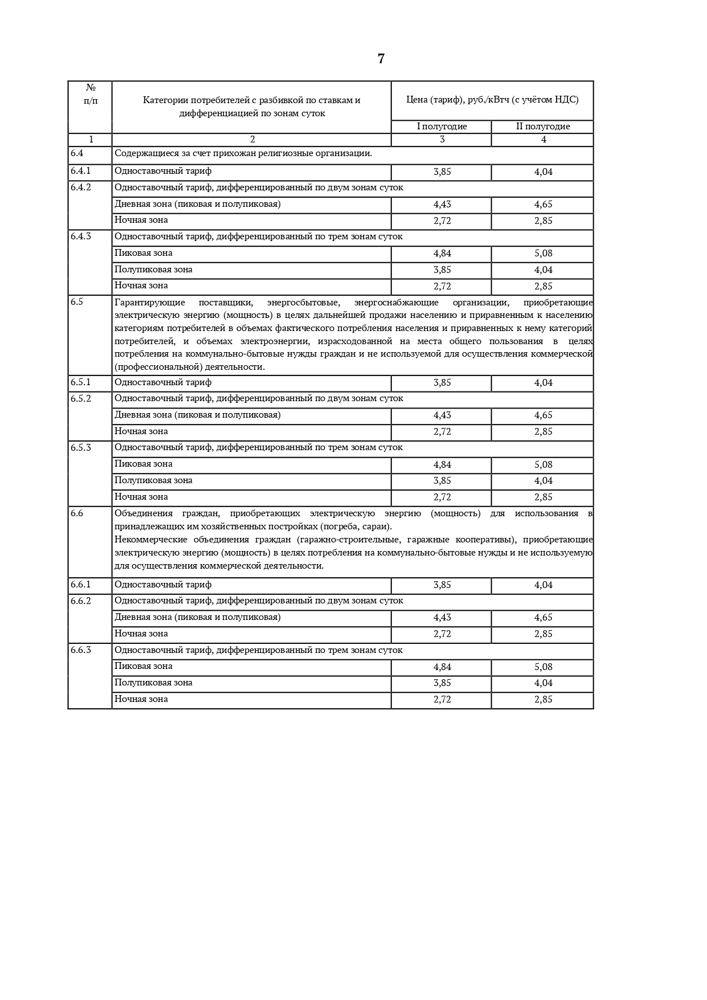 7
№
п/п
Категории потребителей с разбивкой по ставкам и
дифференциацией по зонам суток
Цена (тариф), руб./кВтч (с учётом НДС)
I полугодие II полугодие
1 2 3 4
6.4 Содержащиеся за счет прихожан религиозные организации.
6.4.1 Одноставочный тариф 3,85 4,04
6.4.2 Одноставочный тариф, дифференцированный по двум зонам суток
Дневная зона (пиковая и полупиковая) 4,43 4,65
Ночная зона 2,72 2,85
6.4.3 Одноставочный тариф, дифференцированный по трем зонам суток
Пиковая зона 4,84 5,08
Полупиковая зона 3,85 4,04
Ночная зона 2,72 2,85
6.5 Гарантирующие поставщики, энергосбытовые, энергоснабжающие организации, приобретающие
электрическую энергию (мощность) в целях дальнейшей продажи населению и приравненным к населению
категориям потребителей в объемах фактического потребления населения и приравненных к нему категорий
потребителей, и объемах электроэнергии, израсходованной на места общего пользования в целях
потребления на коммунально-бытовые нужды граждан и не используемой для осуществления коммерческой
(профессиональной) деятельности.
6.5.1 Одноставочный тариф 3,85 4,04
6.5.2 Одноставочный тариф, дифференцированный по двум зонам суток
Дневная зона (пиковая и полупиковая) 4,43 4,65
Ночная зона 2,72 2,85
6.5.3 Одноставочный тариф, дифференцированный по трем зонам суток
Пиковая зона 4,84 5,08
Полупиковая зона 3,85 4,04
Ночная зона 2,72 2,85
6.6 Объединения граждан, приобретающих электрическую энергию (мощность) для использования в
принадлежащих им хозяйственных постройках (погреба, сараи).
Некоммерческие объединения граждан (гаражно-строительные, гаражные кооперативы), приобретающие
электрическую энергию (мощность) в целях потребления на коммунально-бытовые нужды и не используемую
для осуществления коммерческой деятельности.
6.6.1 Одноставочный тариф 3,85 4,04
6.6.2 Одноставочный тариф, дифференцированный по двум зонам суток
Дневная зона (пиковая и полупиковая) 4,43 4,65
Ночная зона 2,72 2,85
6.6.3 Одноставочный тариф, дифференцированный по трем зонам суток
Пиковая зона 4,84 5,08
Полупиковая зона 3,85 4,04
Ночная зона 2,72 2,85